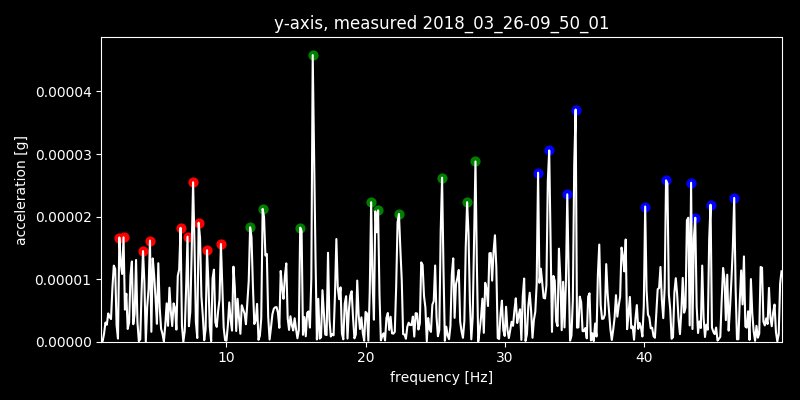 y-axis, measured 2018_03_26-09_50_01
acceleration [g]
0.00004
0.00003
0.00002
0.00001
0.00000
10 20 30 40
frequency [Hz]